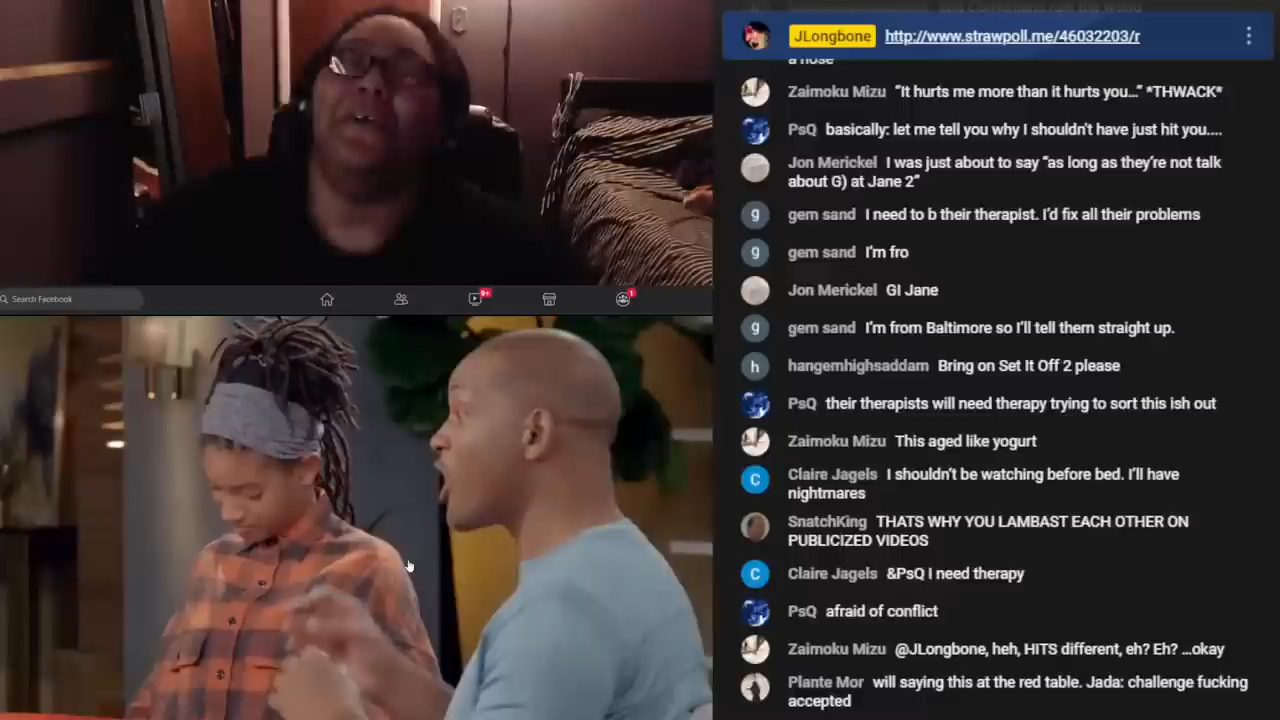 JLongbone http://www.strawpoll.me/46032203/r
a nose
Zaimoku Mizu "It hurts me more than it hurts you…" *THWACK*
PsQ basically: let me tell you why I shouldn't have just hit you....
Jon Merickel I was just about to say "as long as they're not talk
about G) at Jane 2"
g gem sand I need to b their therapist. I'd fix all their problems
g gem sand I'm fro
Jon Merickel GI Jane
g gem sand I'm from Baltimore so I'll tell them straight up.
h hangemhighsaddam Bring on Set It Off 2 please
PsQ their therapists will need therapy trying to sort this ish out
Zaimoku Mizu This aged like yogurt
C Claire Jagels I shouldn't be watching before bed. I'll have
nightmares
SnatchKing THATS WHY YOU LAMBAST EACH OTHER ON
PUBLICIZED VIDEOS
C Claire Jagels &PsQ I need therapy
PsQ afraid of conflict
Zaimoku Mizu @JLongbone, heh, HITS different, eh? Eh? ...okay
Plante Mor will saying this at the red table. Jada: challenge fucking
accepted
Search Facebook
9+
1